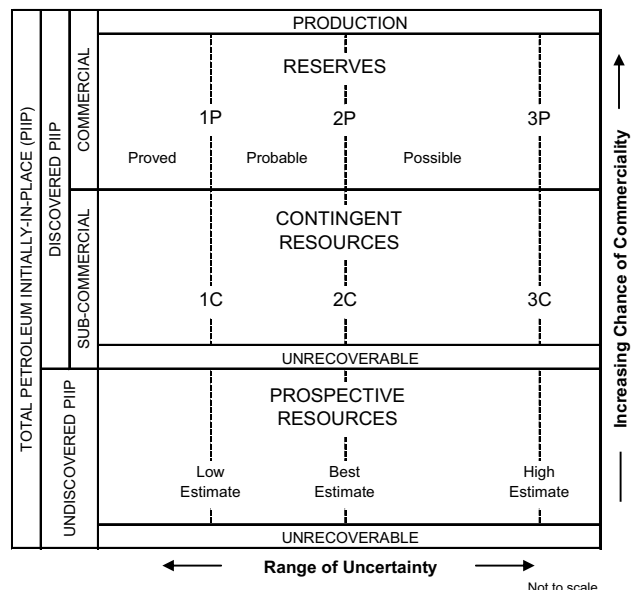 PRODUCTION
RESERVES
1P 2P 3P
Proved Probable Possible
CONTINGENT
RESOURCES
1C 2C 3C
UNRECOVERABLE
PROSPECTIVE
RESOURCES
Low Best High
Estimate Estimate Estimate
UNRECOVERABLE
TOTAL PETROLEUM INITIALLY-IN-PLACE (PIIP)
DISCOVERED PIIP
UNDISCOVERED PIIP
COMMERCIAL
SUB-COMMERCIAL
Increasing Chance of Commerciality
Range of Uncertainty
Not to scale